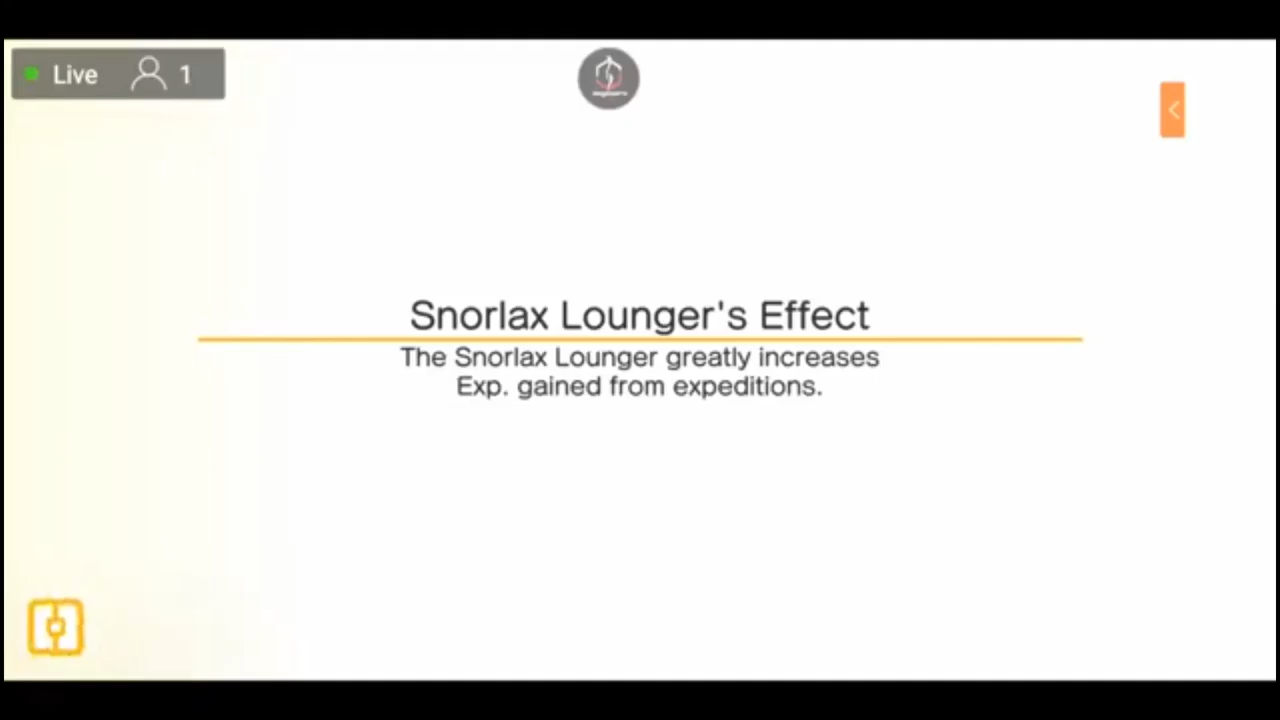 Live 1
Snorlax Lounger's Effect
The Snorlax Lounger greatly increases
Exp. gained from expeditions.